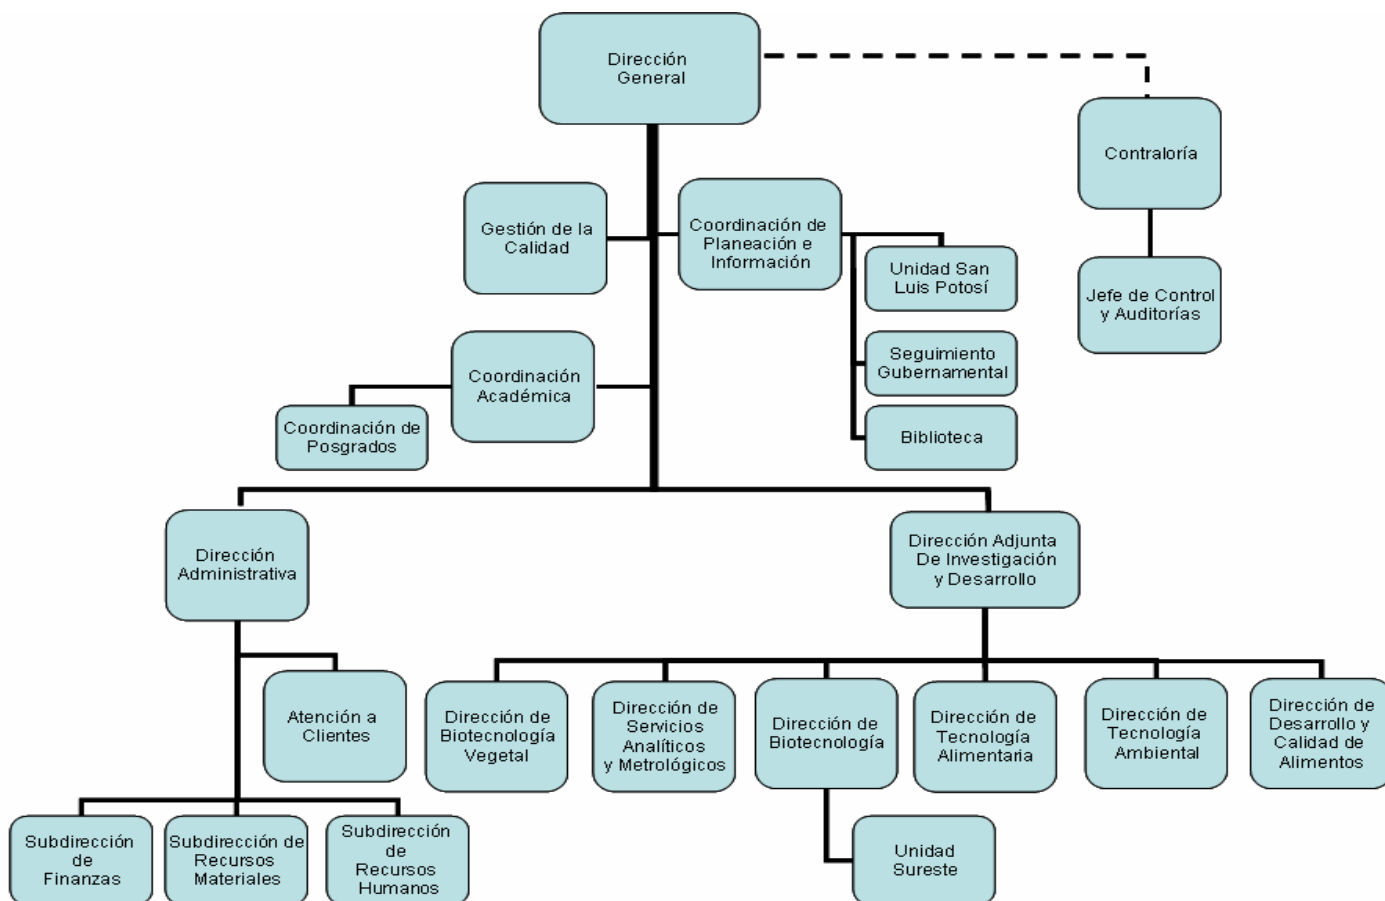 Dirección
General
Contraloría
Gestión de la
Calidad
Coordinación de
Planeación e
Información
Unidad San
Luis Potosí
Jefe de Control
y Auditorías
Seguimiento
Gubernamental
Coordinación
Académica
Coordinación de
Posgrados
Biblioteca
Dirección
Administrativa
Dirección Adjunta
De Investigación
y Desarrollo
Atención a
Clientes
Dirección de
Biotecnología
Vegetal
Dirección de
Servicios
Analíticos
y Metrológicos
Dirección de
Biotecnología
Dirección de
Tecnología
Alimentaria
Dirección de
Tecnología
Ambiental
Dirección de
Desarrollo y
Calidad de
Alimentos
Subdirección
de
Finanzas
Subdirección de
Recursos
Materiales
Subdirección
de
Recursos
Humanos
Unidad
Sureste